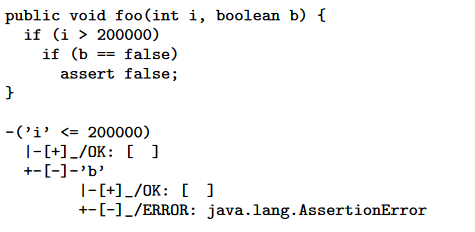 public void foo(int i, boolean b) {
  if (i > 200000)
    if (b == false)
      assert false;
}
-('i' <= 200000)
  |-[+]_/OK: [  ]
  +-[-]-'b'
        |-[+]_/OK: [  ]
        +-[-]_/ERROR: java.lang.AssertionError